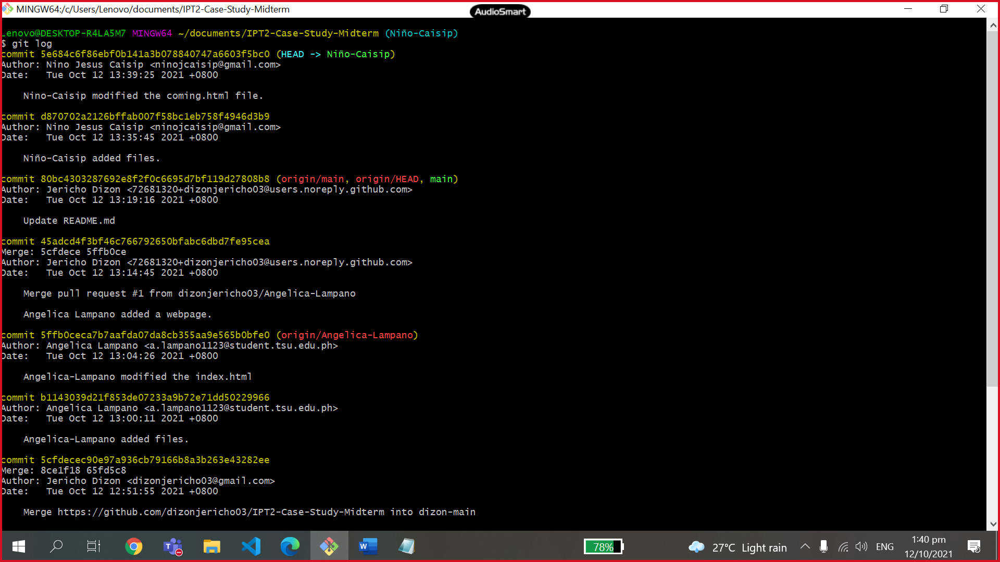 MINGW64:/c/Users/Lenovo/documents/IPT2-Case-Study-Midterm
AudioSmart
Lenovo@DESKTOP-R4LA5M7 MINGW64 ~/documents/IPT2-Case-Study-Midterm (Niño-Caisip)
$ git log
commit 5e684c6f86ebf0b141a3b078840747a6603f5bc0 (HEAD -> Niño-Caisip)
Author: Nino Jesus Caisip <ninojcaisip@gmail.com>
Date:   Tue Oct 12 13:39:25 2021 +0800
Nino-Caisip modified the coming.html file.
commit d870702a2126bffab007f58bc1eb758f4946d3b9
Author: Nino Jesus Caisip <ninojcaisip@gmail.com>
Date:   Tue Oct 12 13:35:45 2021 +0800
Niño-Caisip added files.
commit 80bc4303287692e8f2f0c6695d7bf119d27808b8 (origin/main, origin/HEAD, main)
Author: Jericho Dizon <72681320+dizonjericho03@users.noreply.github.com>
Date:   Tue Oct 12 13:19:16 2021 +0800
Update README.md
commit 45adcd4f3bf46c766792650bfabc6dbd7fe95cea
Merge: 5cfdece 5ffb0ce
Author: Jericho Dizon <72681320+dizonjericho03@users.noreply.github.com>
Date:   Tue Oct 12 13:14:45 2021 +0800
Merge pull request #1 from dizonjericho03/Angelica-Lampano
Angelica Lampano added a webpage.
commit 5ffb0ceca7b7aafda07da8cb355aa9e565b0bfe0 (origin/Angelica-Lampano)
Author: Angelica Lampano <a.lampano1123@student.tsu.edu.ph>
Date:   Tue Oct 12 13:04:26 2021 +0800
Angelica-Lampano modified the index.html
commit b1143039d21f853de07233a9b72e71dd50229966
Author: Angelica Lampano <a.lampano1123@student.tsu.edu.ph>
Date:   Tue Oct 12 13:00:11 2021 +0800
Angelica-Lampano added files.
commit 5cfdecec90e97a936cb79166b8a3b263e43282ee
Merge: 8ce1f18 65fd5c8
Author: Jericho Dizon <dizonjericho03@gmail.com>
Date:   Tue Oct 12 12:51:55 2021 +0800
Merge https://github.com/dizonjericho03/IPT2-Case-Study-Midterm into dizon-main
78%
27°C Light rain
ENG
1:40 pm
12/10/2021